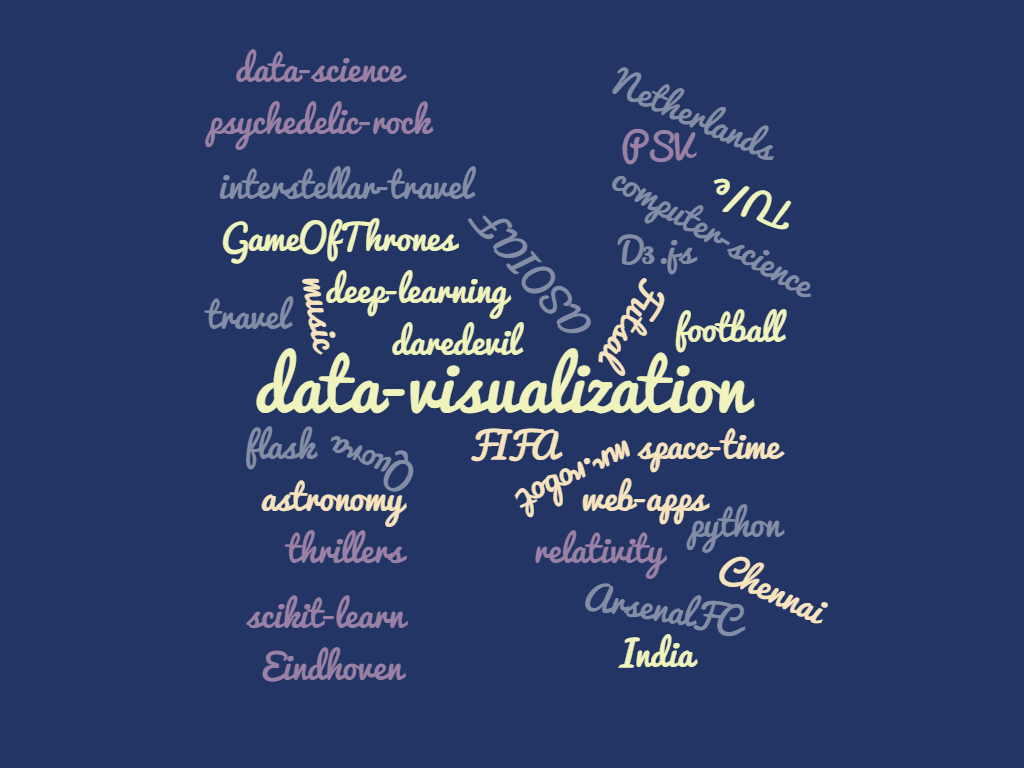 data-science
psychedelic-rock
interstellar-travel
GameOfThrones
deep-learning
music
travel
daredevil
ASOIAF
Netherlands
PSV
TU/e
computer-science
D3.js
Futsal
football
data-visualization
flash
Quora
FIFA
mr.robot
space-time
astronomy
web-apps
python
thrillers
relativity
Chennai
scikit-learn
ArsenalFC
Eindhoven
India